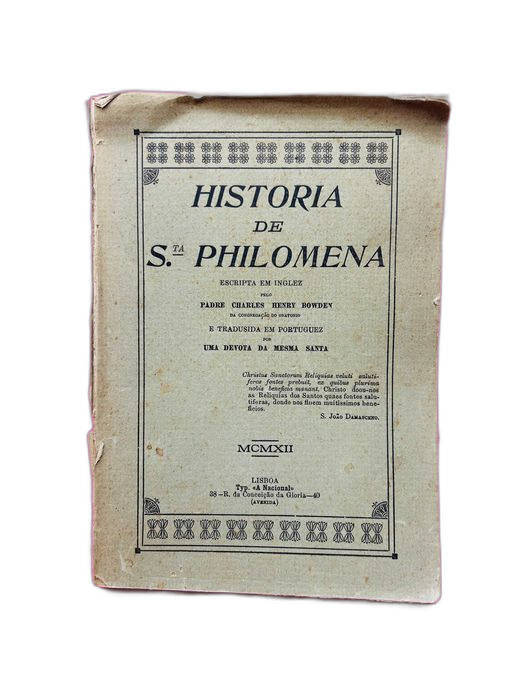 HISTORIA
DE
S.TA PHILOMENA
ESCRIPTA EM INGLEZ
PELO
PADRE CHARLES HENRY BOWDEN
DA CONGREGAÇÃO DO ORATORIO
E TRADUSIDA EM PORTUGUEZ
POR
UMA DEVOTA DA MESMA SANTA
Christus Sanctorum Reliquias veluti saluti-
feros fontes prebuit, ex quibus plurima
nobis beneficia manant. Christo doou-nos
as Reliquias dos Santos quaes fontes salu-
tiferas, donde nos fluem muitissimos bene-
ficios.
S. JOÃO DAMASCENO.
MCMXII
LISBOA
Typ. «A Nacional»
38-R. da Conceição da Gloria-40
(AVENIDA)